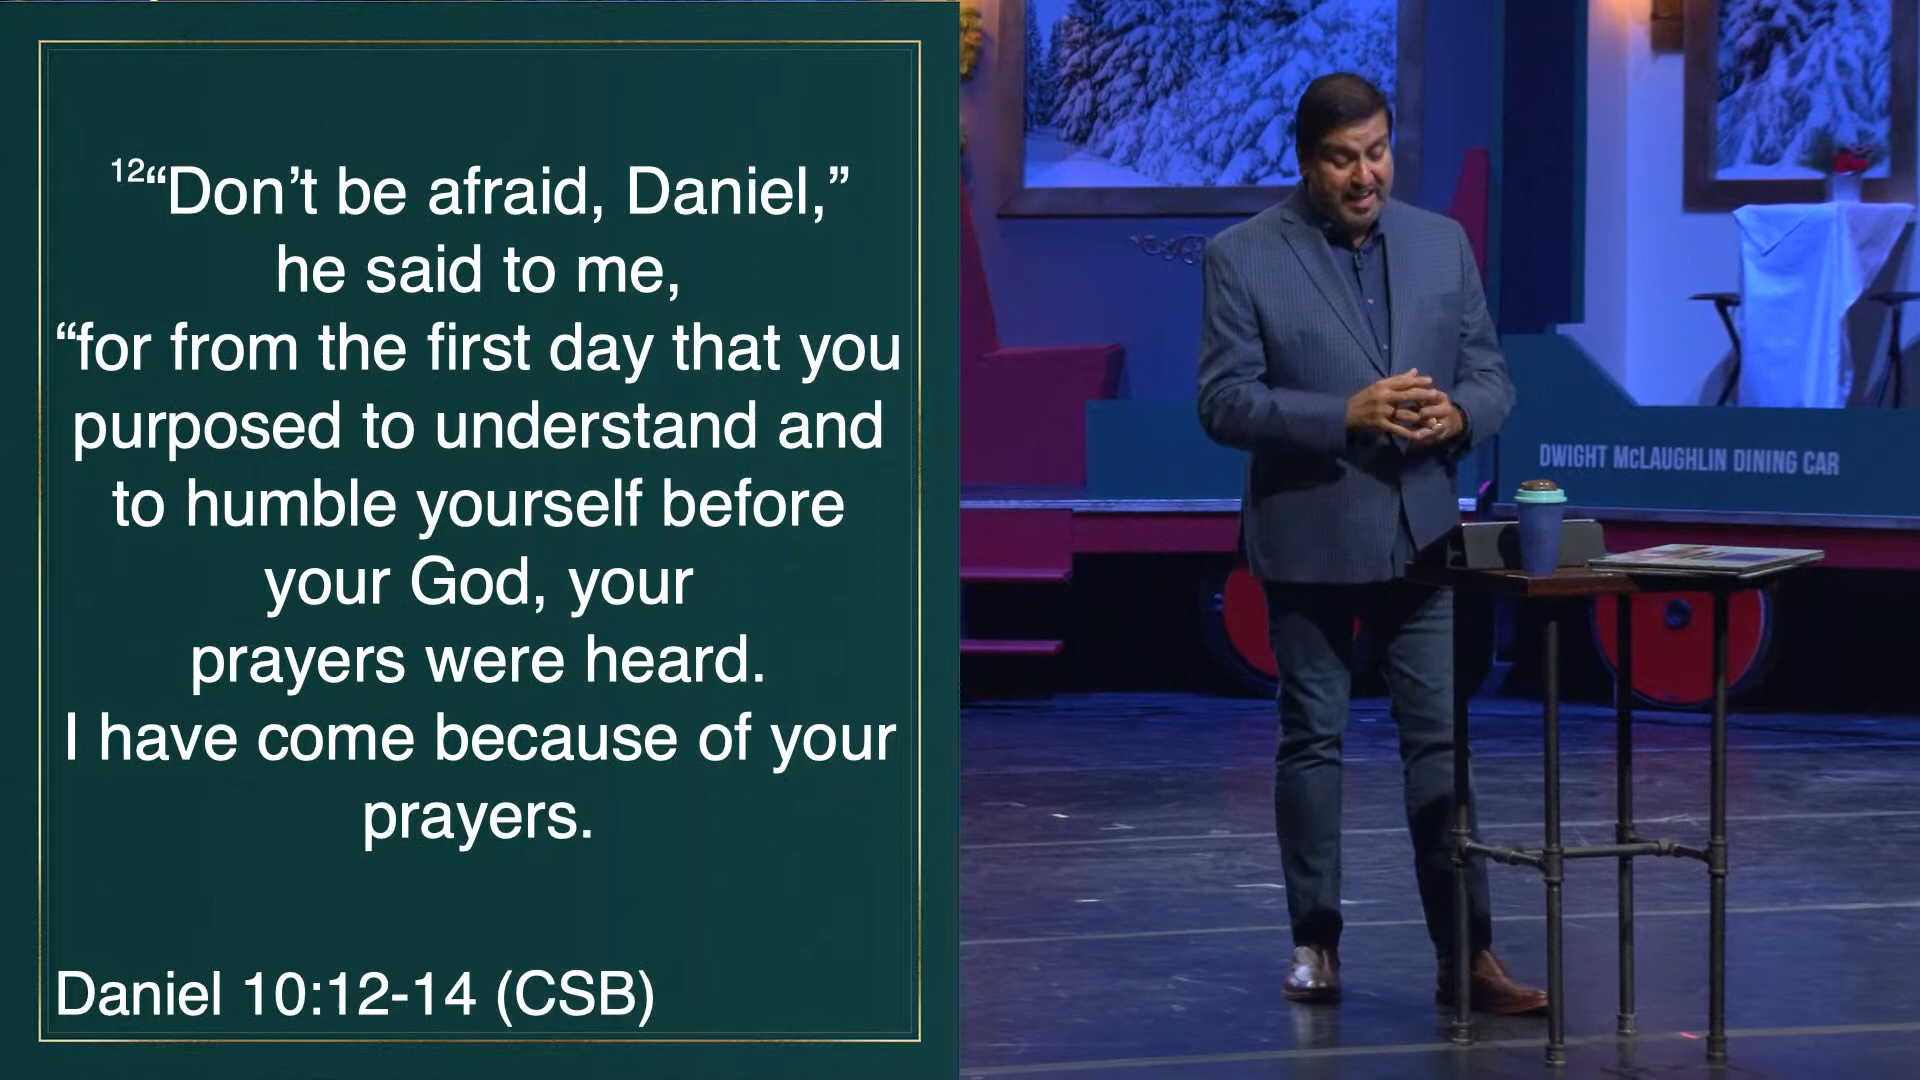 12“Don’t be afraid, Daniel,”
he said to me,
“for from the first day that you
purposed to understand and
to humble yourself before
your God, your
prayers were heard.
I have come because of your
prayers.
Daniel 10:12-14 (CSB)
DWIGHT McLAUGHLIN DINING CAR